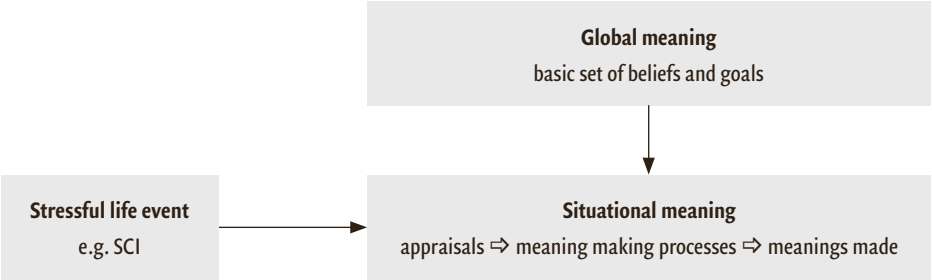 Global meaning
basic set of beliefs and goals
Stressful life event
e.g. SCI
Situational meaning
appraisals ⇨ meaning making processes ⇨ meanings made